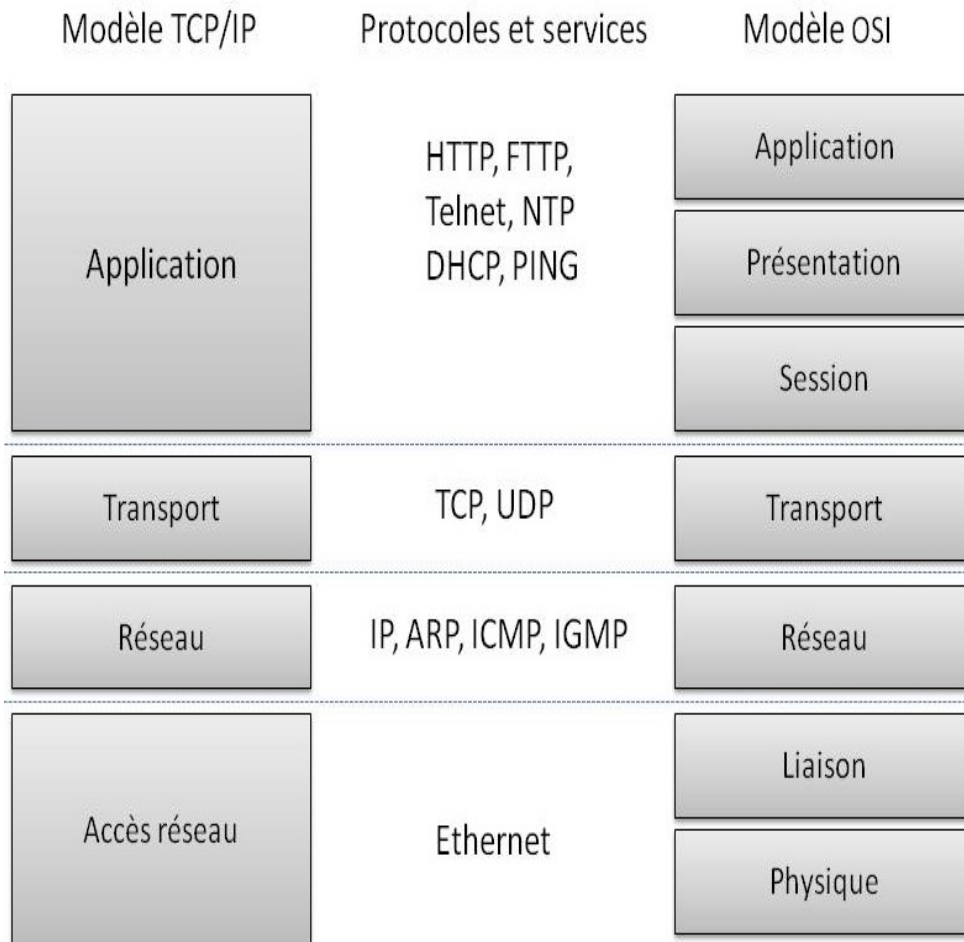 Modèle TCP/IP
Protocoles et services
Modèle OSI
Application
HTTP, FTTP,
Telnet, NTP
DHCP, PING
Application
Présentation
Session
Transport
TCP, UDP
Transport
Réseau
IP, ARP, ICMP, IGMP
Réseau
Accès réseau
Ethernet
Liaison
Physique